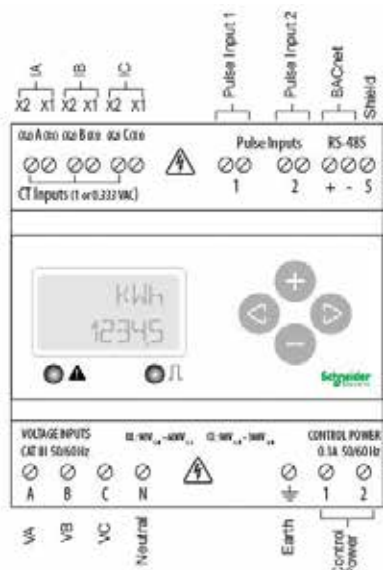 IA IB IC
X2 X1 X2 X1 X2 X1
Pulse Input 1
Pulse Input 2
BACnet
Shield
A B C
Pulse Inputs RS-485
1 2 + - S
CT Inputs (1 or 0.333 VAC)
KWh
12345
Schneider
VOLTAGE INPUTS
CAT III 50/60 Hz
CONTROL POWER
0.1A 50/60 Hz
A B C N 1 2
VA
VB
VC
Neutral
Earth
Control
Power